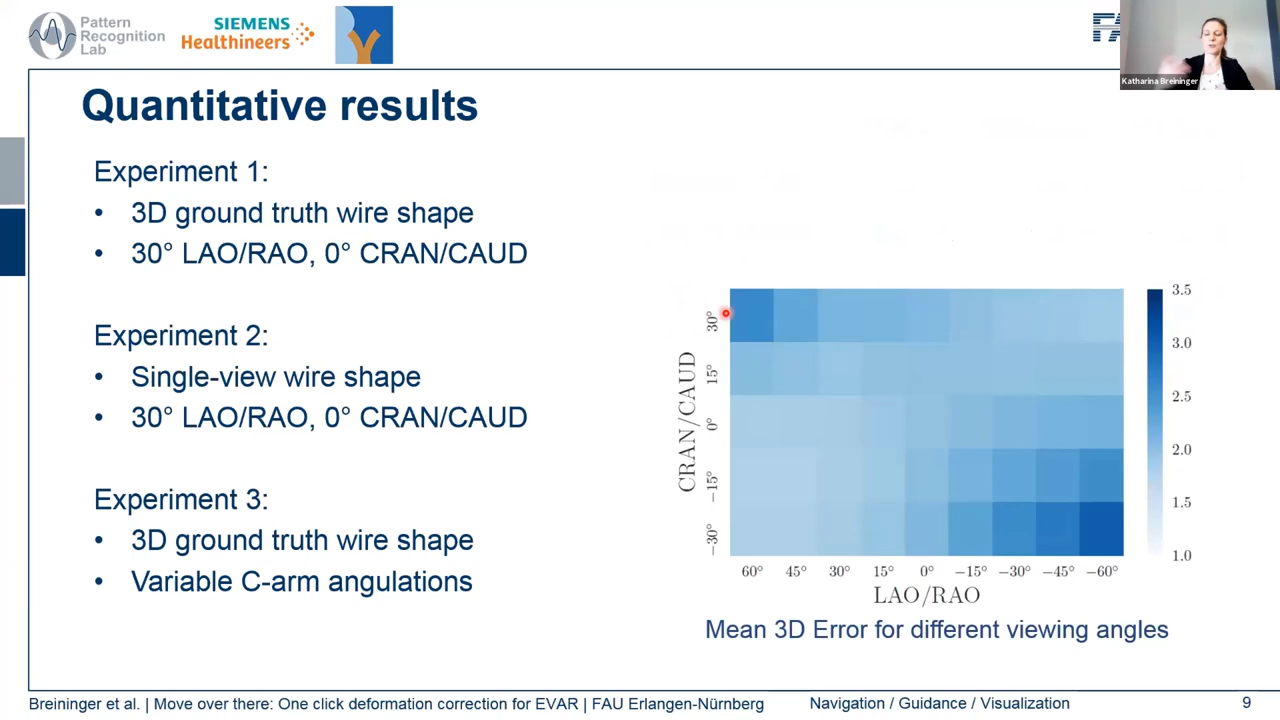 Pattern
Recognition
Lab
SIEMENS
Healthineers
FA
Katharina Breininger
Quantitative results
Experiment 1:
• 3D ground truth wire shape
• 30° LAO/RAO, 0° CRAN/CAUD
Experiment 2:
• Single-view wire shape
• 30° LAO/RAO, 0° CRAN/CAUD
Experiment 3:
• 3D ground truth wire shape
• Variable C-arm angulations
CRAN/CAUD
30°
15°
0°
−15°
−30°
60° 45° 30° 15° 0° −15° −30° −45° −60°
LAO/RAO
3.5
3.0
2.5
2.0
1.5
1.0
Mean 3D Error for different viewing angles
Breininger et al. | Move over there: One click deformation correction for EVAR | FAU Erlangen-Nürnberg
Navigation / Guidance / Visualization
9